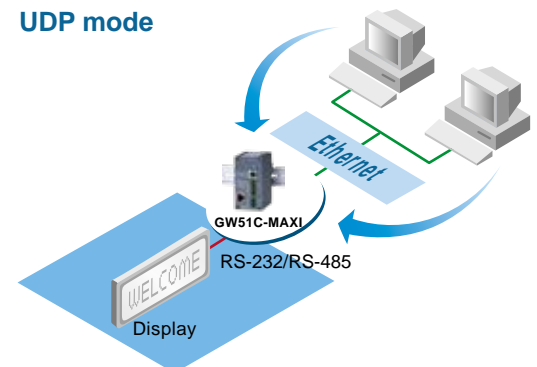 UDP mode
Ethernet
GW51C-MAXI
RS-232/RS-485
WELCOME
Display